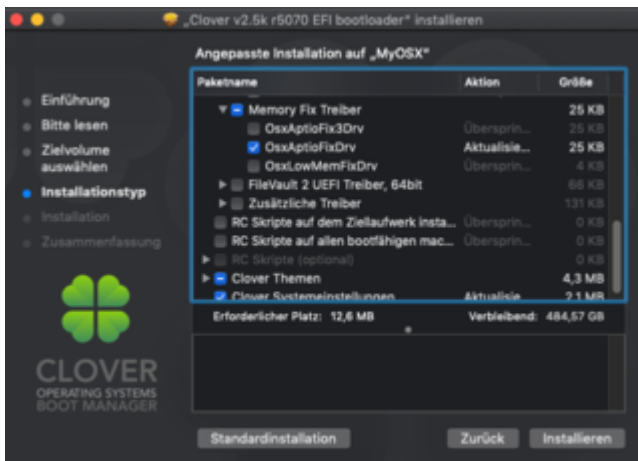 „Clover v2.5k r5070 EFI bootloader“ installieren
Angepasste Installation auf „MyOSX“
Einführung
Bitte lesen
Zielvolume
auswählen
Installationstyp
Installation
Zusammenfassung
Paketname Aktion Größe
Memory Fix Treiber 25 KB
OsxAptioFix3Drv Übersprin... 25 KB
OsxAptioFixDrv Aktualisie... 25 KB
OsxLowMemFixDrv Übersprin... 4 KB
FileVault 2 UEFI Treiber, 64bit 66 KB
Zusätzliche Treiber 131 KB
RC Skripte auf dem Ziellaufwerk insta... Übersprin... 0 KB
RC Skripte auf allen bootfähigen mac... Übersprin... 0 KB
RC Skripte (optional) 0 KB
Clover Themen 4,3 MB
Clover Systemeinstellungen Aktualisie 2,1 MB
Erforderlicher Platz: 12,6 MB Verbleibend: 484,57 GB
CLOVER
OPERATING SYSTEMS
BOOT MANAGER
Standardinstallation Zurück Installieren